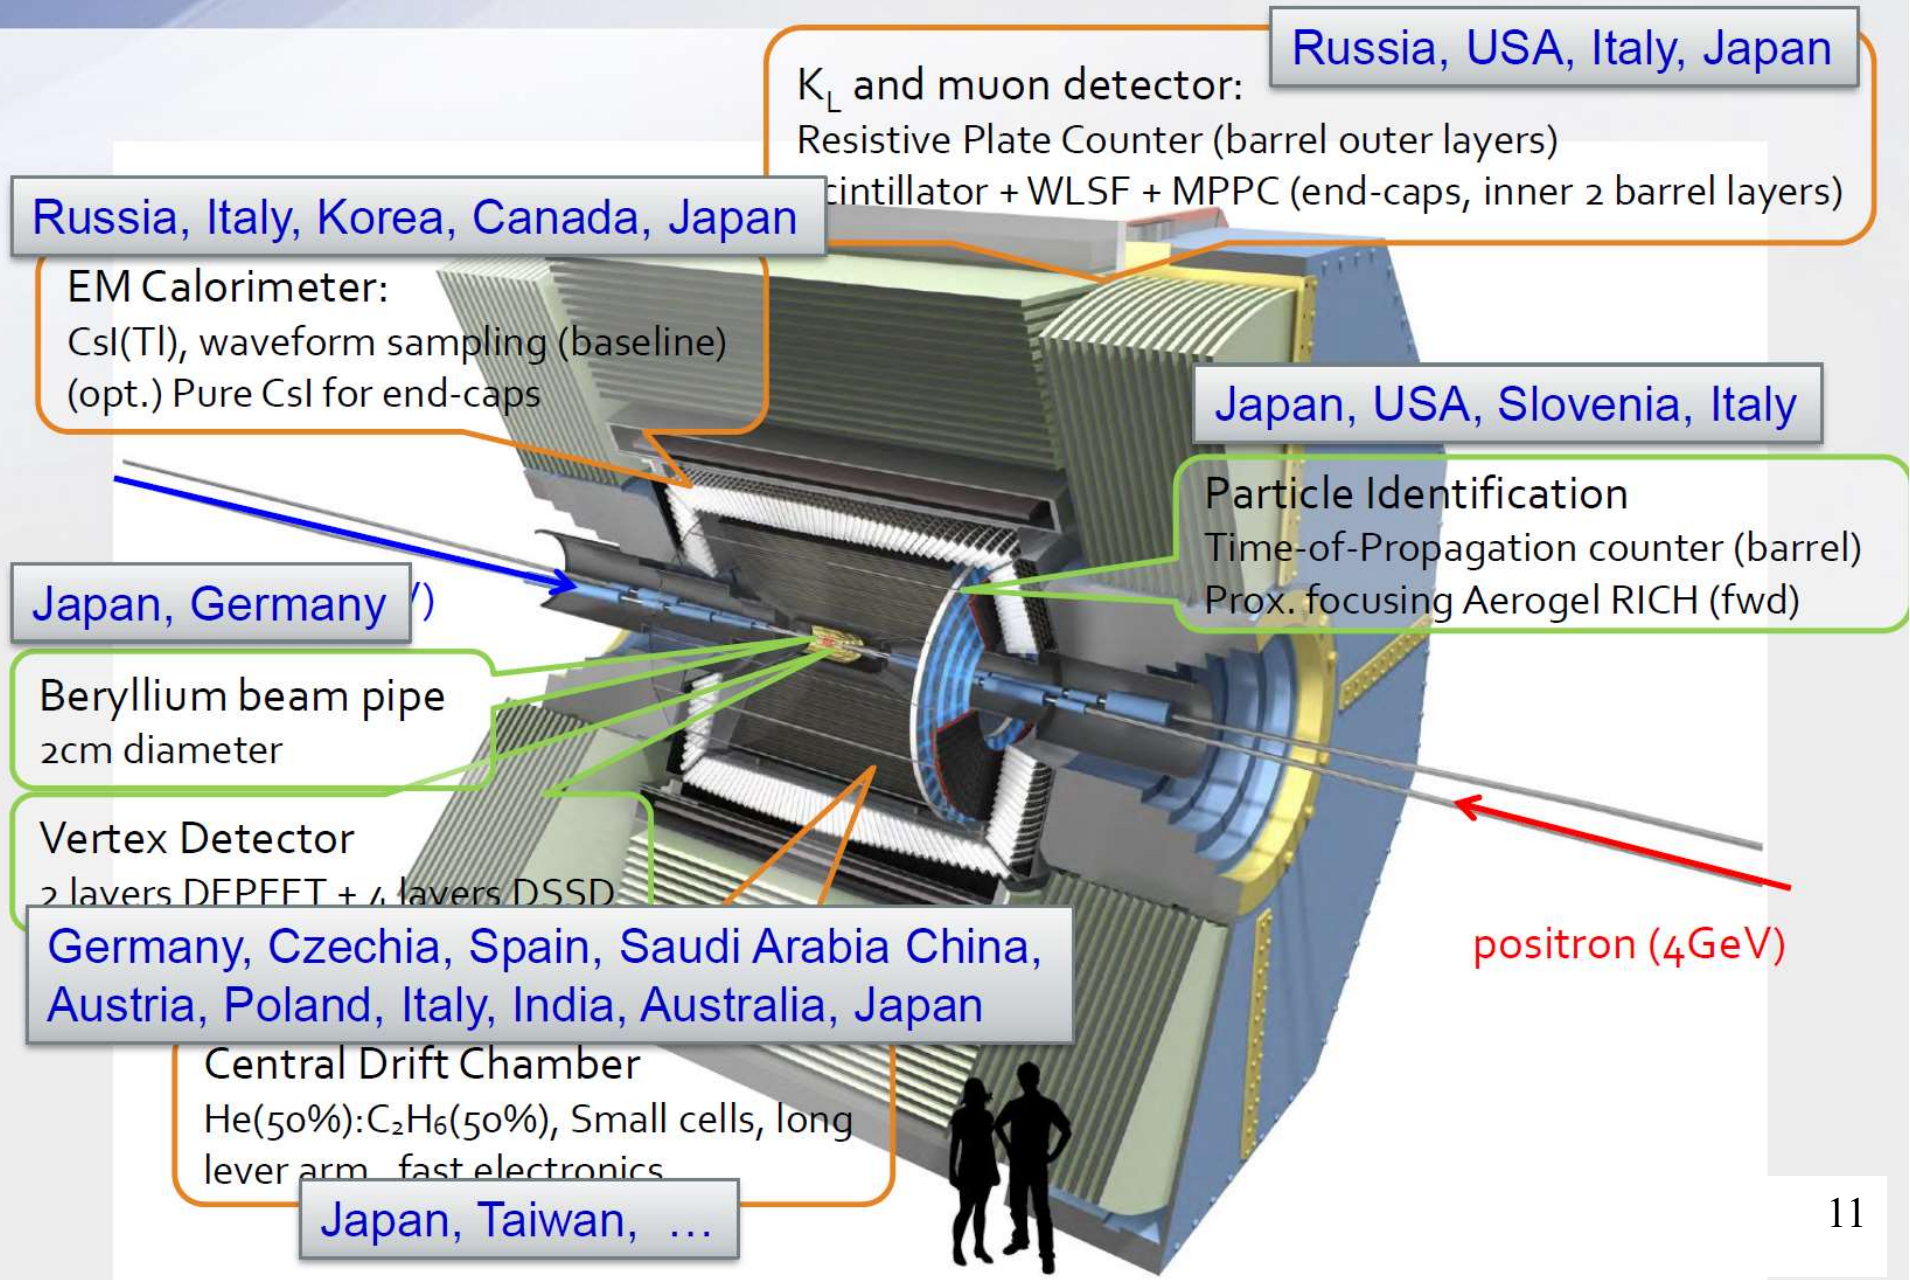 Russia, USA, Italy, Japan
K_L and muon detector:
Resistive Plate Counter (barrel outer layers)
cintillator + WLSF + MPPC (end-caps, inner 2 barrel layers)
Russia, Italy, Korea, Canada, Japan
EM Calorimeter:
CsI(Tl), waveform sampling (baseline)
(opt.) Pure CsI for end-caps
Japan, USA, Slovenia, Italy
Particle Identification
Time-of-Propagation counter (barrel)
Prox. focusing Aerogel RICH (fwd)
Japan, Germany
)
Beryllium beam pipe
2cm diameter
Vertex Detector
2 layers DEPFET + 4 layers DSSD
Germany, Czechia, Spain, Saudi Arabia China,
Austria, Poland, Italy, India, Australia, Japan
positron (4GeV)
Central Drift Chamber
He(50%):C₂H₆(50%), Small cells, long
lever arm, fast electronics
Japan, Taiwan, ...
11